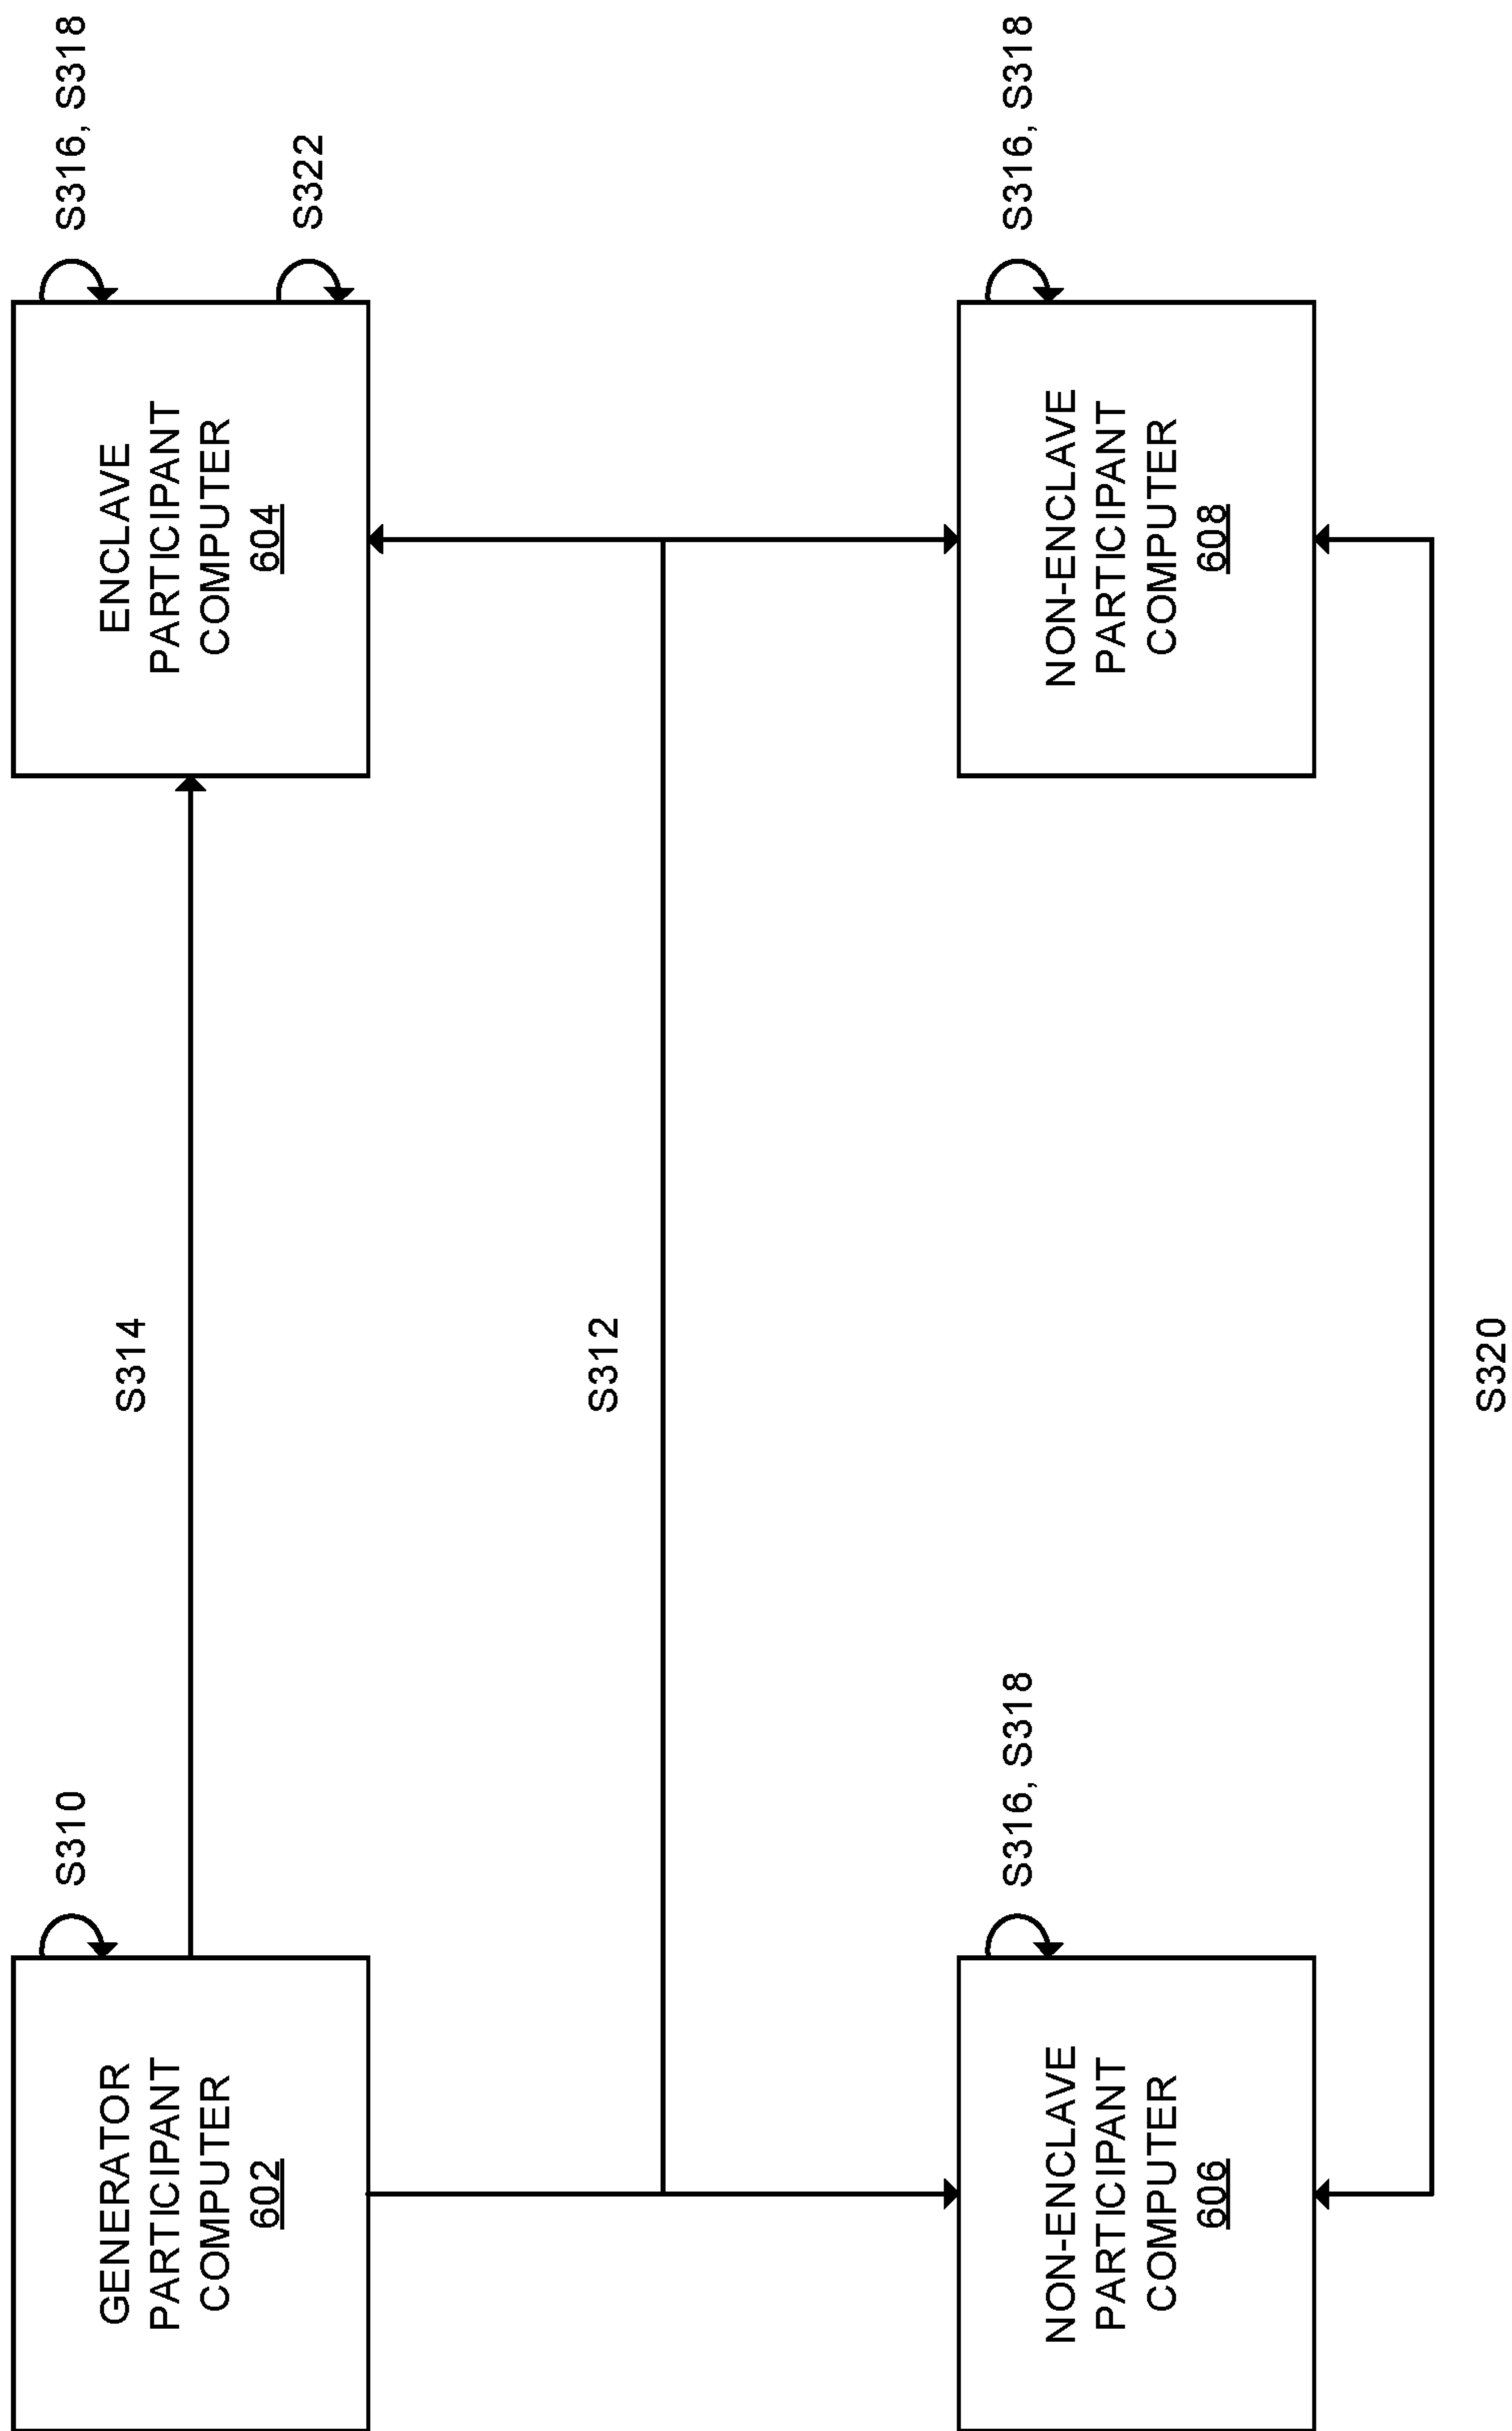 S310
GENERATOR
PARTICIPANT
COMPUTER
602
S314
S316, S318
S322
ENCLAVE
PARTICIPANT
COMPUTER
604
S312
S316, S318
NON-ENCLAVE
PARTICIPANT
COMPUTER
606
S316, S318
NON-ENCLAVE
PARTICIPANT
COMPUTER
608
S320